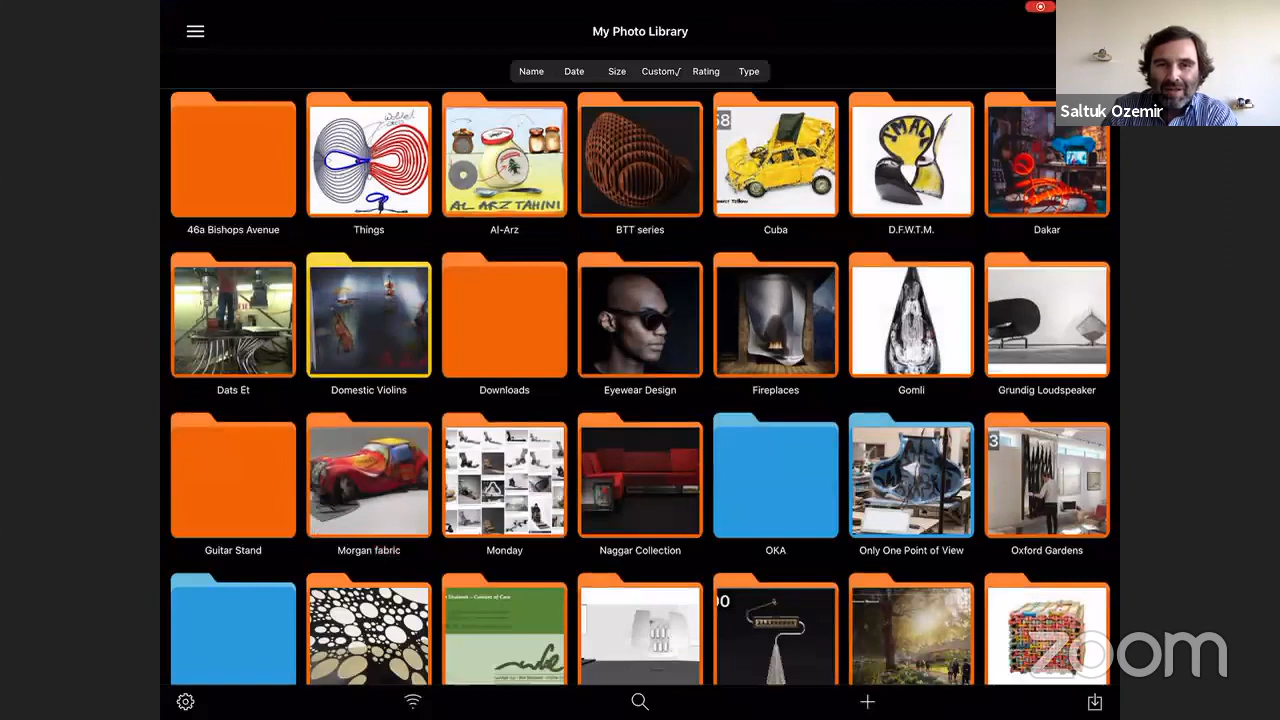 My Photo Library
Name Date Size Custom√ Rating Type
Saltuk Ozemir
AL ARZ TAHINI
46a Bishops Avenue
Things
Al-Arz
BTT series
Cuba
D.F.W.T.M.
Dakar
Dats Et
Domestic Violins
Downloads
Eyewear Design
Fireplaces
Gomli
Grundig Loudspeaker
3
Guitar Stand
Morgan fabric
Monday
Naggar Collection
OKA
Only One Point of View
Oxford Gardens
zoom